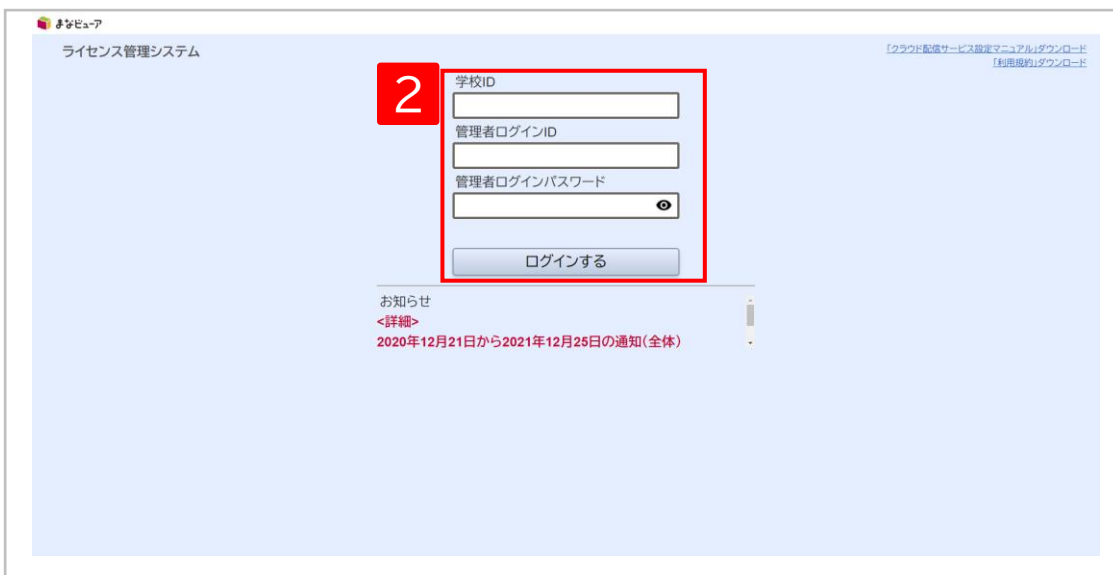 まなビューア
ライセンス管理システム
「クラウド配信サービス設定マニュアル」ダウンロード
「利用規約」ダウンロード
2
学校ID
管理者ログインID
管理者ログインパスワード
ログインする
お知らせ
<詳細>
2020年12月21日から2021年12月25日の通知(全体)